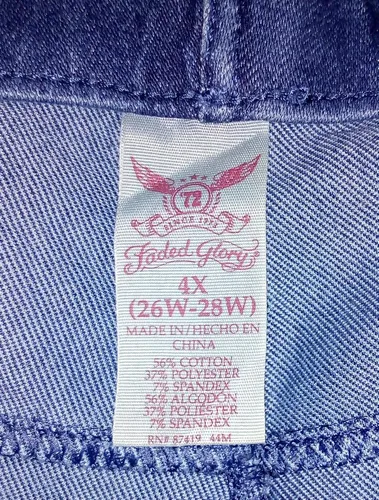 72
SINCE 1972
Faded Glory
4X
(26W-28W)
MADE IN/HECHO EN
CHINA
56% COTTON
37% POLYESTER
7% SPANDEX
56% ALGODÓN
37% POLIÉSTER
7% SPANDEX
RN# 87419 44M